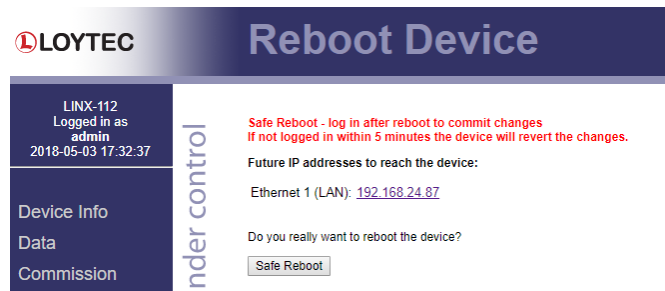 LOYTEC
Reboot Device
LINX-112
Logged in as
admin
2018-05-03 17:32:37
Device Info
Data
Commission
nder control
Safe Reboot - log in after reboot to commit changes
If not logged in within 5 minutes the device will revert the changes.
Future IP addresses to reach the device:
Ethernet 1 (LAN): 192.168.24.87
Do you really want to reboot the device?
Safe Reboot